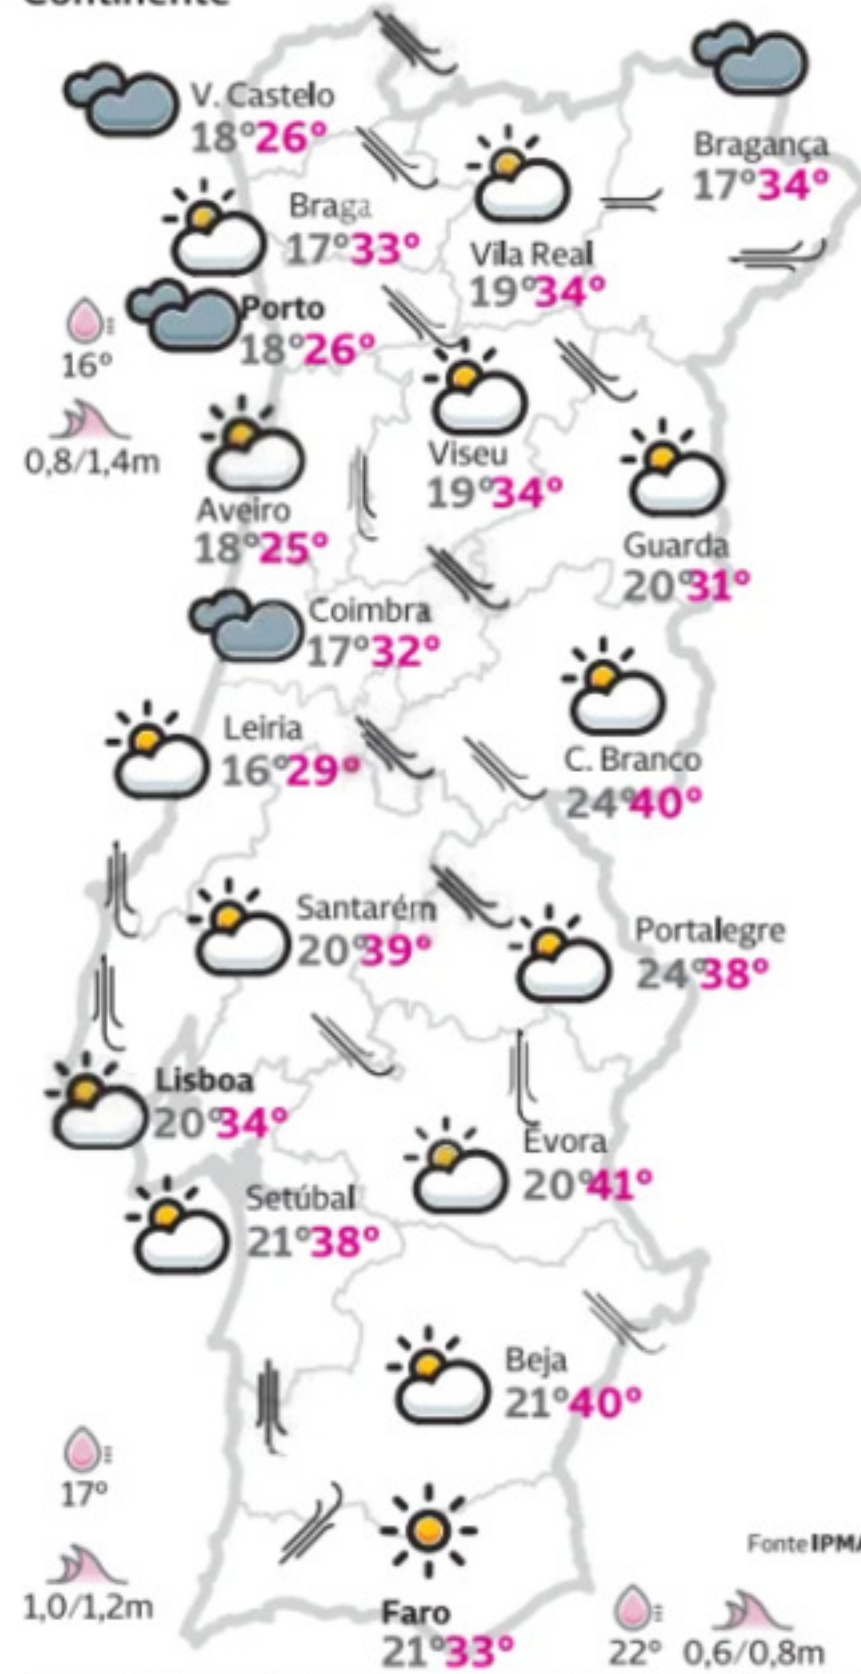 Continente
V. Castelo
18°26°
Bragança
17°34°
Braga
17°33°
Vila Real
19°34°
Porto
18°26°
16°
0,8/1,4m
Viseu
19°34°
Aveiro
18°25°
Guarda
20°31°
Coimbra
17°32°
Leiria
16°29°
C. Branco
24°40°
Santarém
20°39°
Portalegre
24°38°
Lisboa
20°34°
Évora
20°41°
Setúbal
21°38°
Beja
21°40°
17°
1,0/1,2m
Fonte IPMA
Faro
21°33°
22° 0,6/0,8m